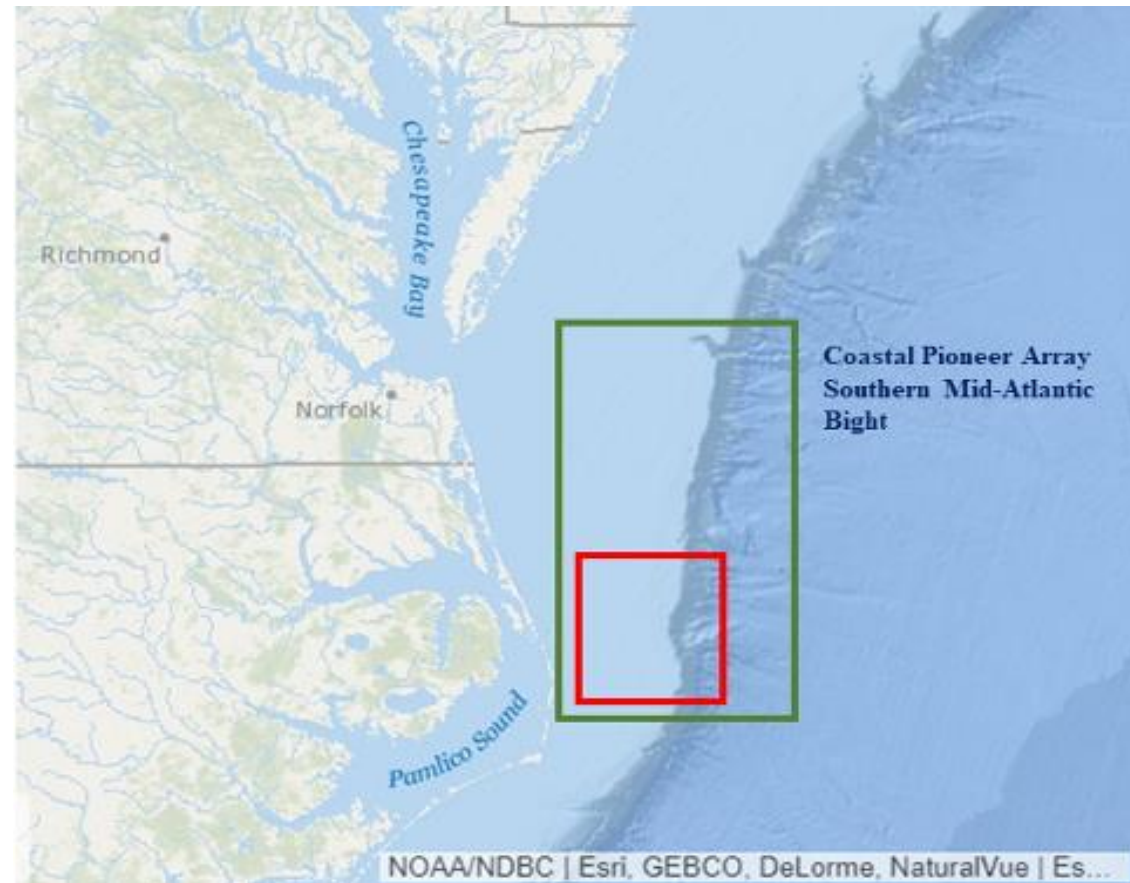 Chesapeake Bay
Richmond
Coastal Pioneer Array
Southern Mid-Atlantic
Bight
Norfolk
Pamlico Sound
NOAA/NDBC | Esri, GEBCO, DeLorme, NaturalVue | Es...